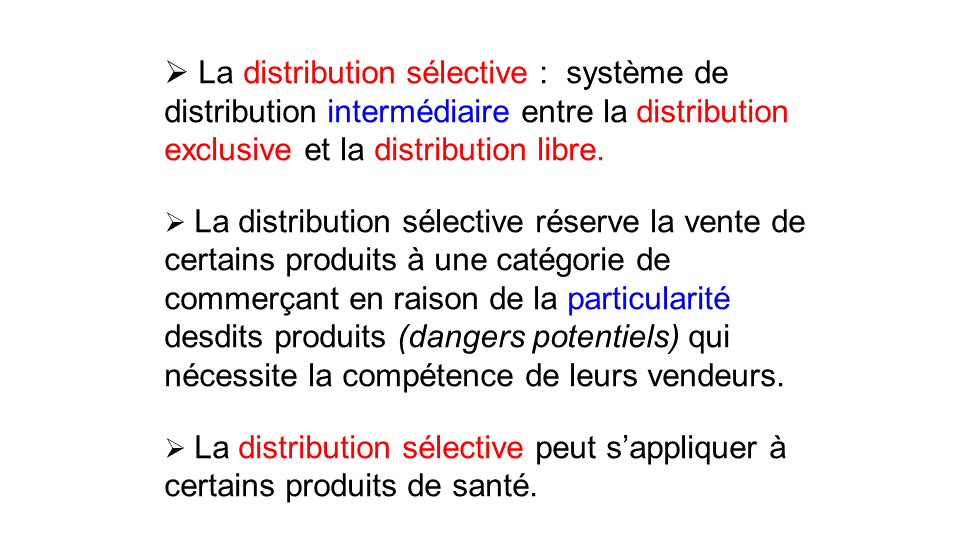 ➢ La distribution sélective : système de
distribution intermédiaire entre la distribution
exclusive et la distribution libre.
➢ La distribution sélective réserve la vente de
certains produits à une catégorie de
commerçant en raison de la particularité
desdits produits (dangers potentiels) qui
nécessite la compétence de leurs vendeurs.
➢ La distribution sélective peut s’appliquer à
certains produits de santé.